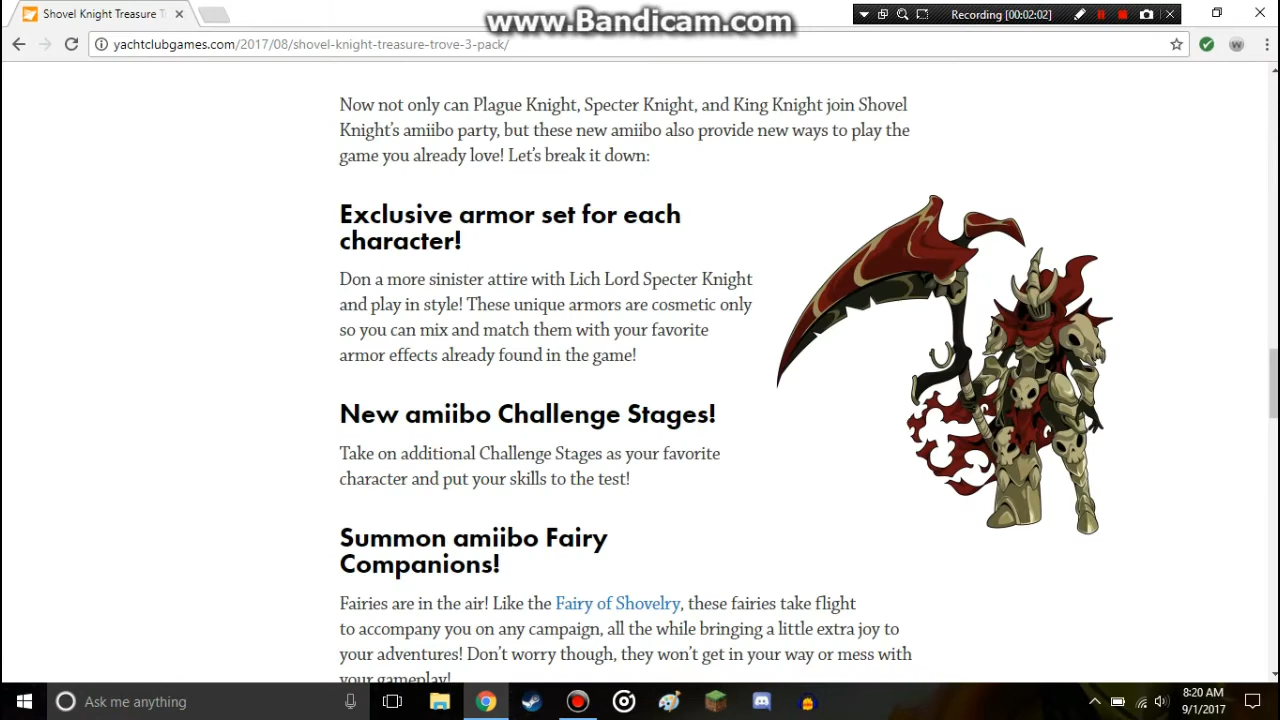 Shovel Knight Treasure T
www.Bandicam.com
Recording [00:02:02]
yachtclubgames.com/2017/08/shovel-knight-treasure-trove-3-pack/
W
Now not only can Plague Knight, Specter Knight, and King Knight join Shovel
Knight's amiibo party, but these new amiibo also provide new ways to play the
game you already love! Let's break it down:
Exclusive armor set for each
character!
Don a more sinister attire with Lich Lord Specter Knight
and play in style! These unique armors are cosmetic only
so you can mix and match them with your favorite
armor effects already found in the game!
New amiibo Challenge Stages!
Take on additional Challenge Stages as your favorite
character and put your skills to the test!
Summon amiibo Fairy
Companions!
Fairies are in the air! Like the Fairy of Shovelry, these fairies take flight
to accompany you on any campaign, all the while bringing a little extra joy to
your adventures! Don't worry though, they won't get in your way or mess with
your gameplay!
Ask me anything
8:20 AM
9/1/2017